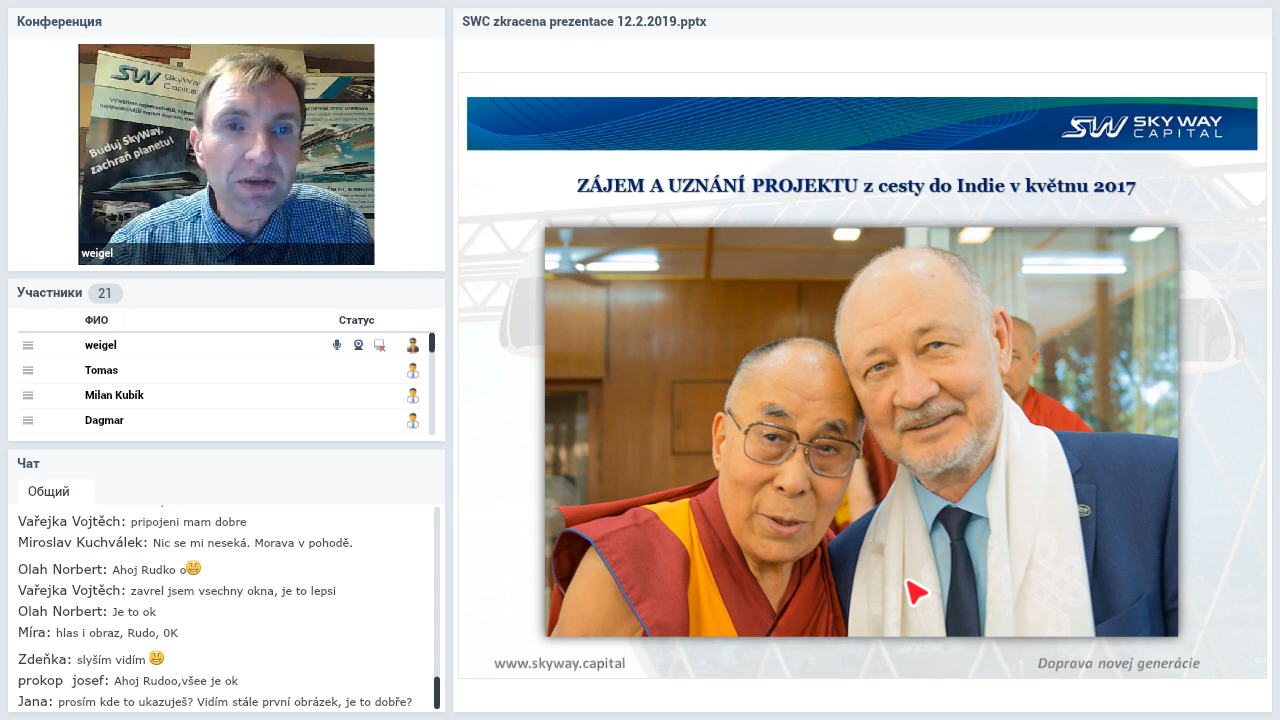 Конференция
SW SkyWay
Capital
Buduj SkyWay,
zachraň planetu!
weigel
Участники 21
ФИО Статус
weigel
Tomas
Milan Kubík
Dagmar
Чат
Общий
Vařejka Vojtěch: pripojeni mam dobre
Miroslav Kuchválek: Nic se mi neseká. Morava v pohodě.
Olah Norbert: Ahoj Rudko o
Vařejka Vojtěch: zavrel jsem vsechny okna, je to lepsi
Olah Norbert: Je to ok
Míra: hlas i obraz, Rudo, 0K
Zdeňka: slyším vidím
prokop josef: Ahoj Rudoo,všee je ok
Jana: prosím kde to ukazuješ? Vidím stále první obrázek, je to dobře?
SWC zkracena prezentace 12.2.2019.pptx
SW SKY WAY
CAPITAL
ZÁJEM A UZNÁNÍ PROJEKTU z cesty do Indie v květnu 2017
www.skyway.capital
Doprava novej generácie